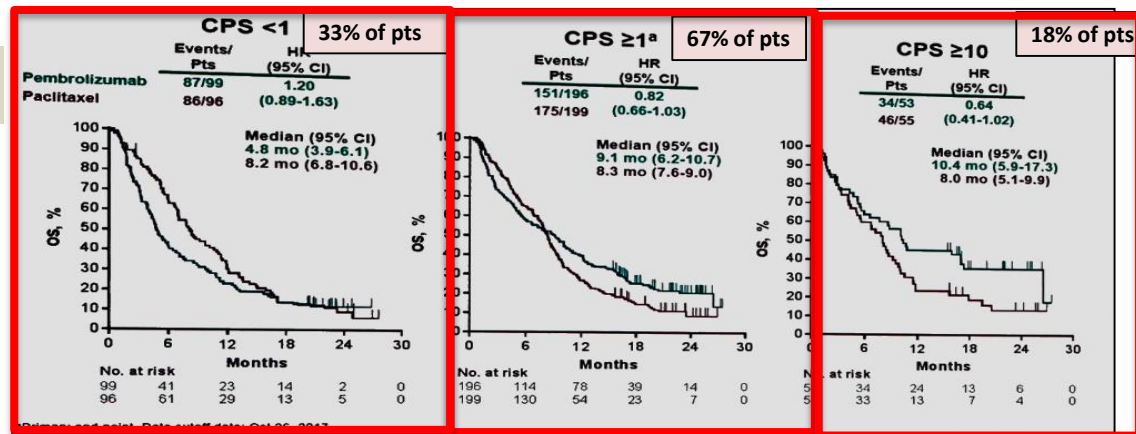 CPS <1
33% of pts
Events/
Pts
HR
(95% CI)
Pembrolizumab 87/99 1.20
Paclitaxel 86/96 (0.89-1.63)
Median (95% CI)
4.8 mo (3.9-6.1)
8.2 mo (6.8-10.6)
100
90
80
70
60
50
40
30
20
10
0
OS, %
0 6 12 18 24 30
Months
No. at risk
99 41 23 14 2 0
96 61 29 13 5 0
CPS ≥1ª
67% of pts
Events/
Pts
HR
(95% CI)
151/196 0.82
175/199 (0.66-1.03)
Median (95% CI)
9.1 mo (6.2-10.7)
8.3 mo (7.6-9.0)
OS, %
0 6 12 18 24 30
Months
No. at risk
196 114 78 39 14 0
199 130 54 23 7 0
CPS ≥10
18% of pts
Events/
Pts
HR
(95% CI)
34/53 0.64
46/55 (0.41-1.02)
Median (95% CI)
10.4 mo (5.9-17.3)
8.0 mo (5.1-9.9)
100
90
80
70
60
50
40
30
20
10
0
OS, %
6 12 18 24 30
Months
at risk
34 24 13 6 0
33 13 7 4 0